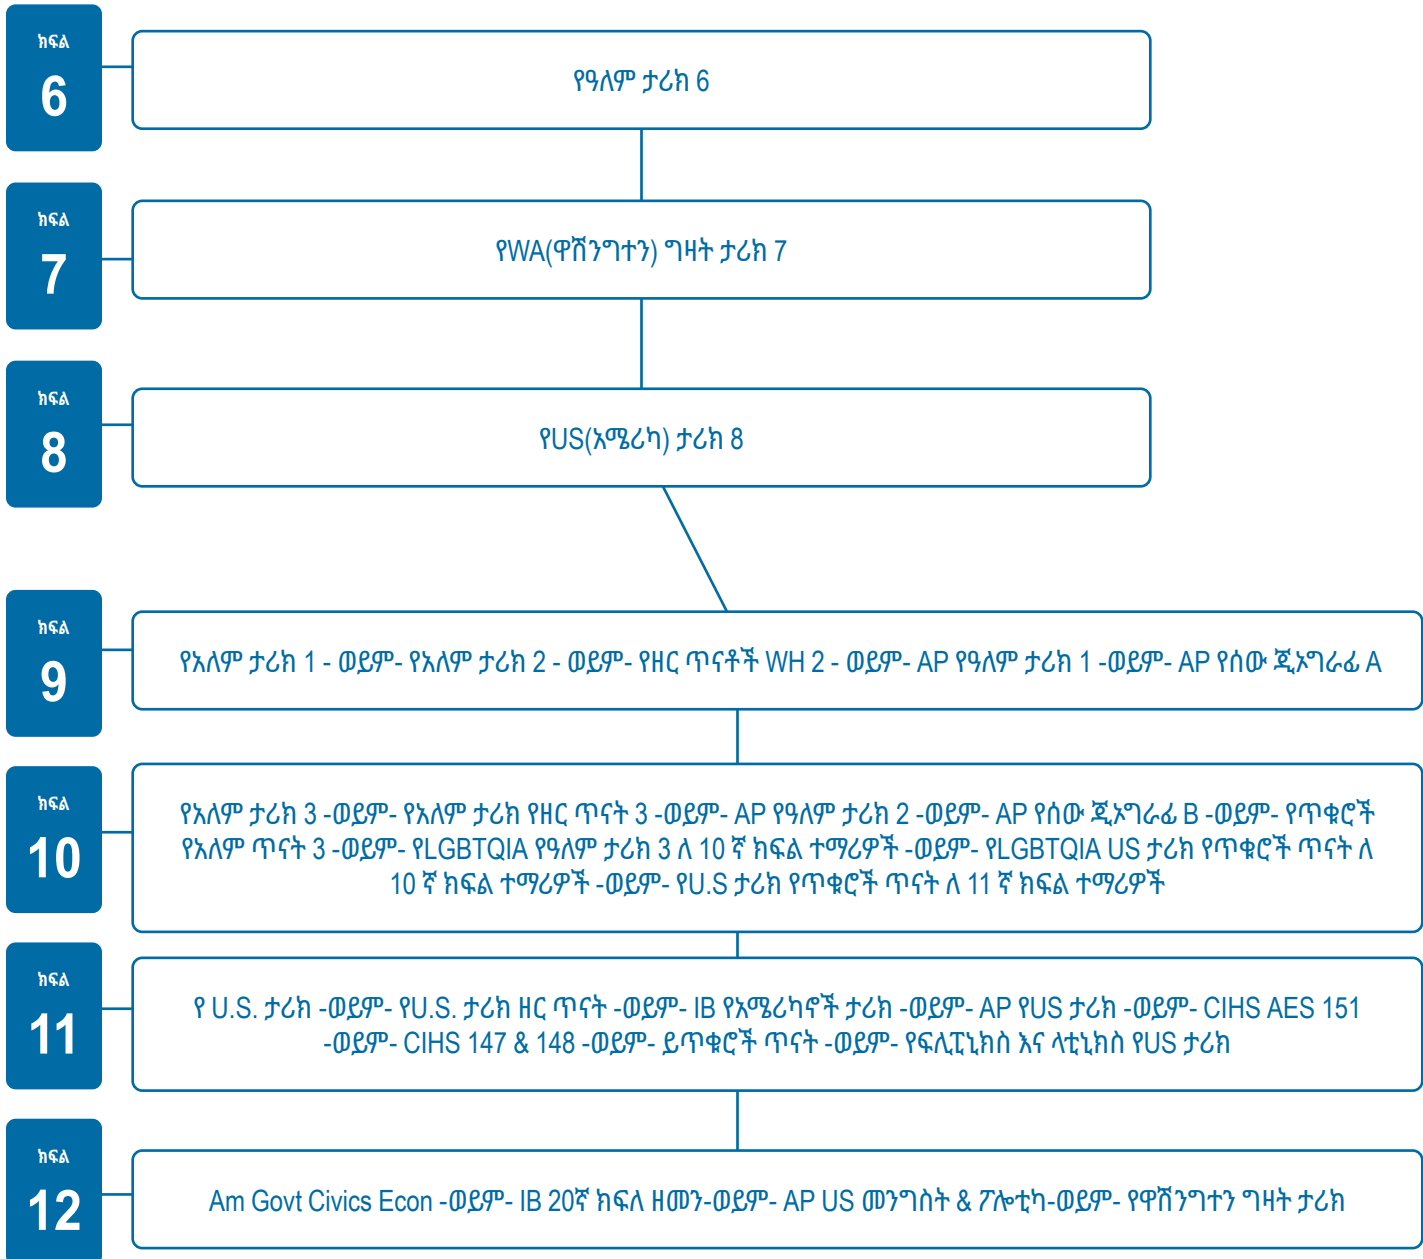 ክፍል
6
የዓለም ታሪክ 6
ክፍል
7
የWA(ዋሽንግተን) ግዛት ታሪክ 7
ክፍል
8
የUS(አሜሪካ) ታሪክ 8
ክፍል
9
የአለም ታሪክ 1 - ወይም- የአለም ታሪክ 2 - ወይም- የዘር ጥናቶች WH 2 - ወይም- AP የዓለም ታሪክ 1 -ወይም- AP የሰው ጂኦግራፊ A
ክፍል
10
የአለም ታሪክ 3 -ወይም- የአለም ታሪክ የዘር ጥናት 3 -ወይም- AP የዓለም ታሪክ 2 -ወይም- AP የሰው ጂኦግራፊ B -ወይም- የጥቁሮች
የአለም ጥናት 3 -ወይም- የLGBTQIA የዓለም ታሪክ 3 ለ 10 ኛ ክፍል ተማሪዎች -ወይም- የLGBTQIA US ታሪክ የጥቁሮች ጥናት ለ
10 ኛ ክፍል ተማሪዎች -ወይም- የU.S ታሪክ የጥቁሮች ጥናት ለ 11 ኛ ክፍል ተማሪዎች
ክፍል
11
የ U.S. ታሪክ -ወይም- የU.S. ታሪክ ዘር ጥናት -ወይም- IB የአሜሪካኖች ታሪክ -ወይም- AP የUS ታሪክ -ወይም- CIHS AES 151
-ወይም- CIHS 147 & 148 -ወይም- ይጥቁሮች ጥናት -ወይም- የፍሊፒኒክስ እና ላቲኒክስ የUS ታሪክ
ክፍል
12
Am Govt Civics Econ -ወይም- IB 20ኛ ክፍለ ዘመን-ወይም- AP US መንግስት & ፖሎቲካ-ወይም- የዋሽንግተን ግዛት ታሪክ